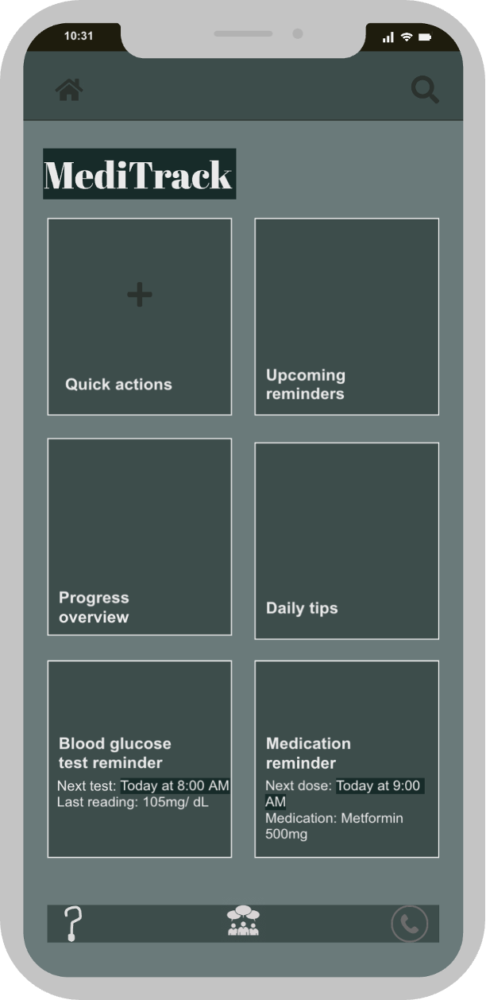 10:31
MediTrack
Quick actions
Upcoming
reminders
Progress
overview
Daily tips
Blood glucose
test reminder
Next test: Today at 8:00 AM
Last reading: 105mg/ dL
Medication
reminder
Next dose: Today at 9:00
AM
Medication: Metformin
500mg